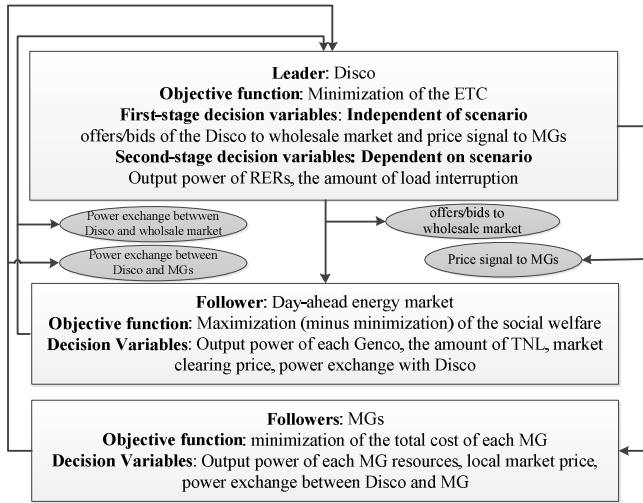 Leader: Disco
Objective function: Minimization of the ETC
First-stage decision variables: Independent of scenario
offers/bids of the Disco to wholesale market and price signal to MGs
Second-stage decision variables: Dependent on scenario
Output power of RERs, the amount of load interruption
Power exchange betwven
Disco and wholsale market
offers/bids to
wholesale market
Power exchange between
Disco and MGs
Price signal to MGs
Follower: Day-ahead energy market
Objective function: Maximization (minus minimization) of the social welfare
Decision Variables: Output power of each Genco, the amount of TNL, market
clearing price, power exchange with Disco
Followers: MGs
Objective function: minimization of the total cost of each MG
Decision Variables: Output power of each MG resources, local market price,
power exchange between Disco and MG